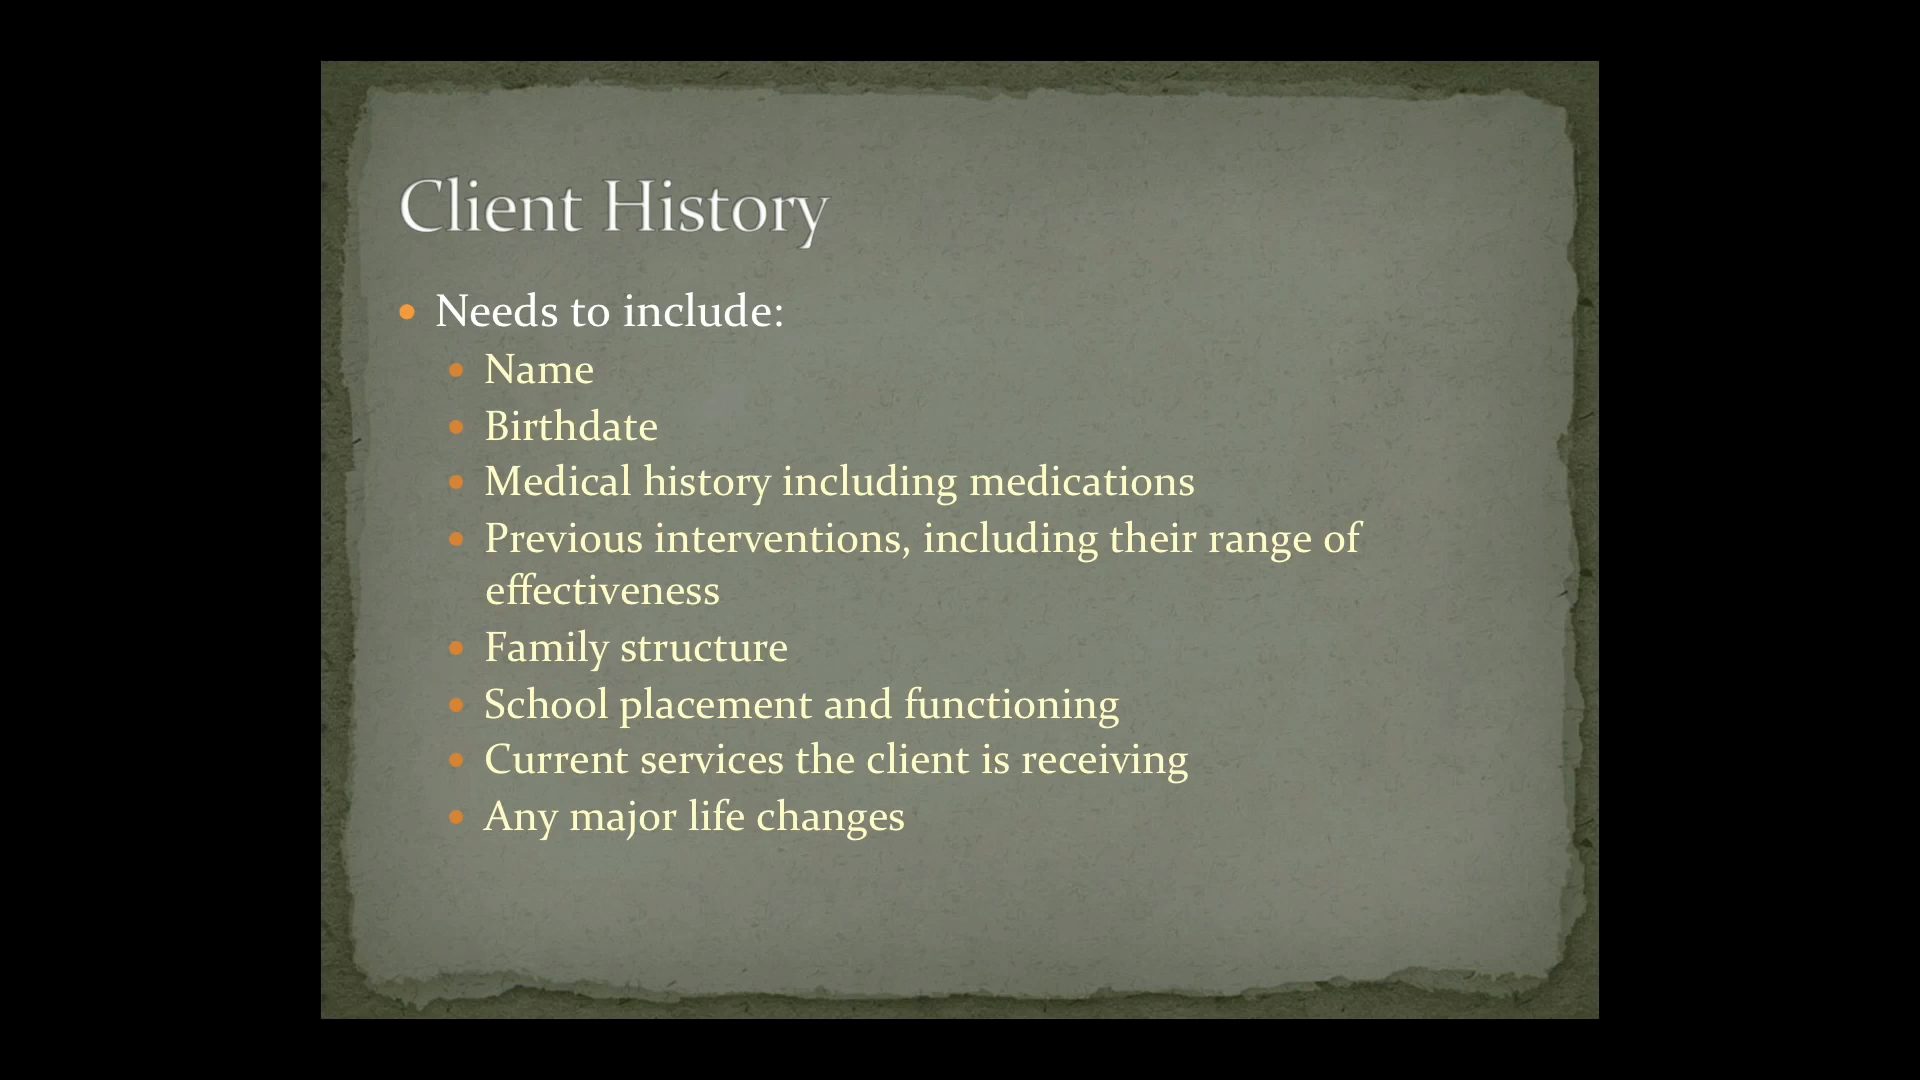 Client History
Needs to include:
Name
Birthdate
Medical history including medications
Previous interventions, including their range of
effectiveness
Family structure
School placement and functioning
Current services the client is receiving
Any major life changes